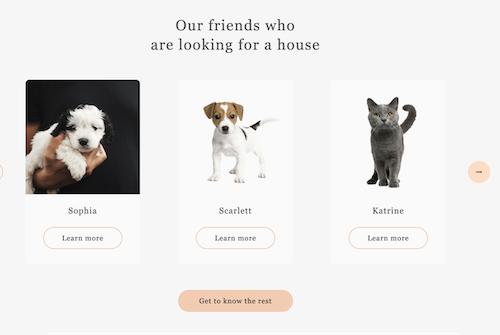 Our friends who
are looking for a house
Sophia
Scarlett
Katrine
Learn more
Learn more
Learn more
Get to know the rest